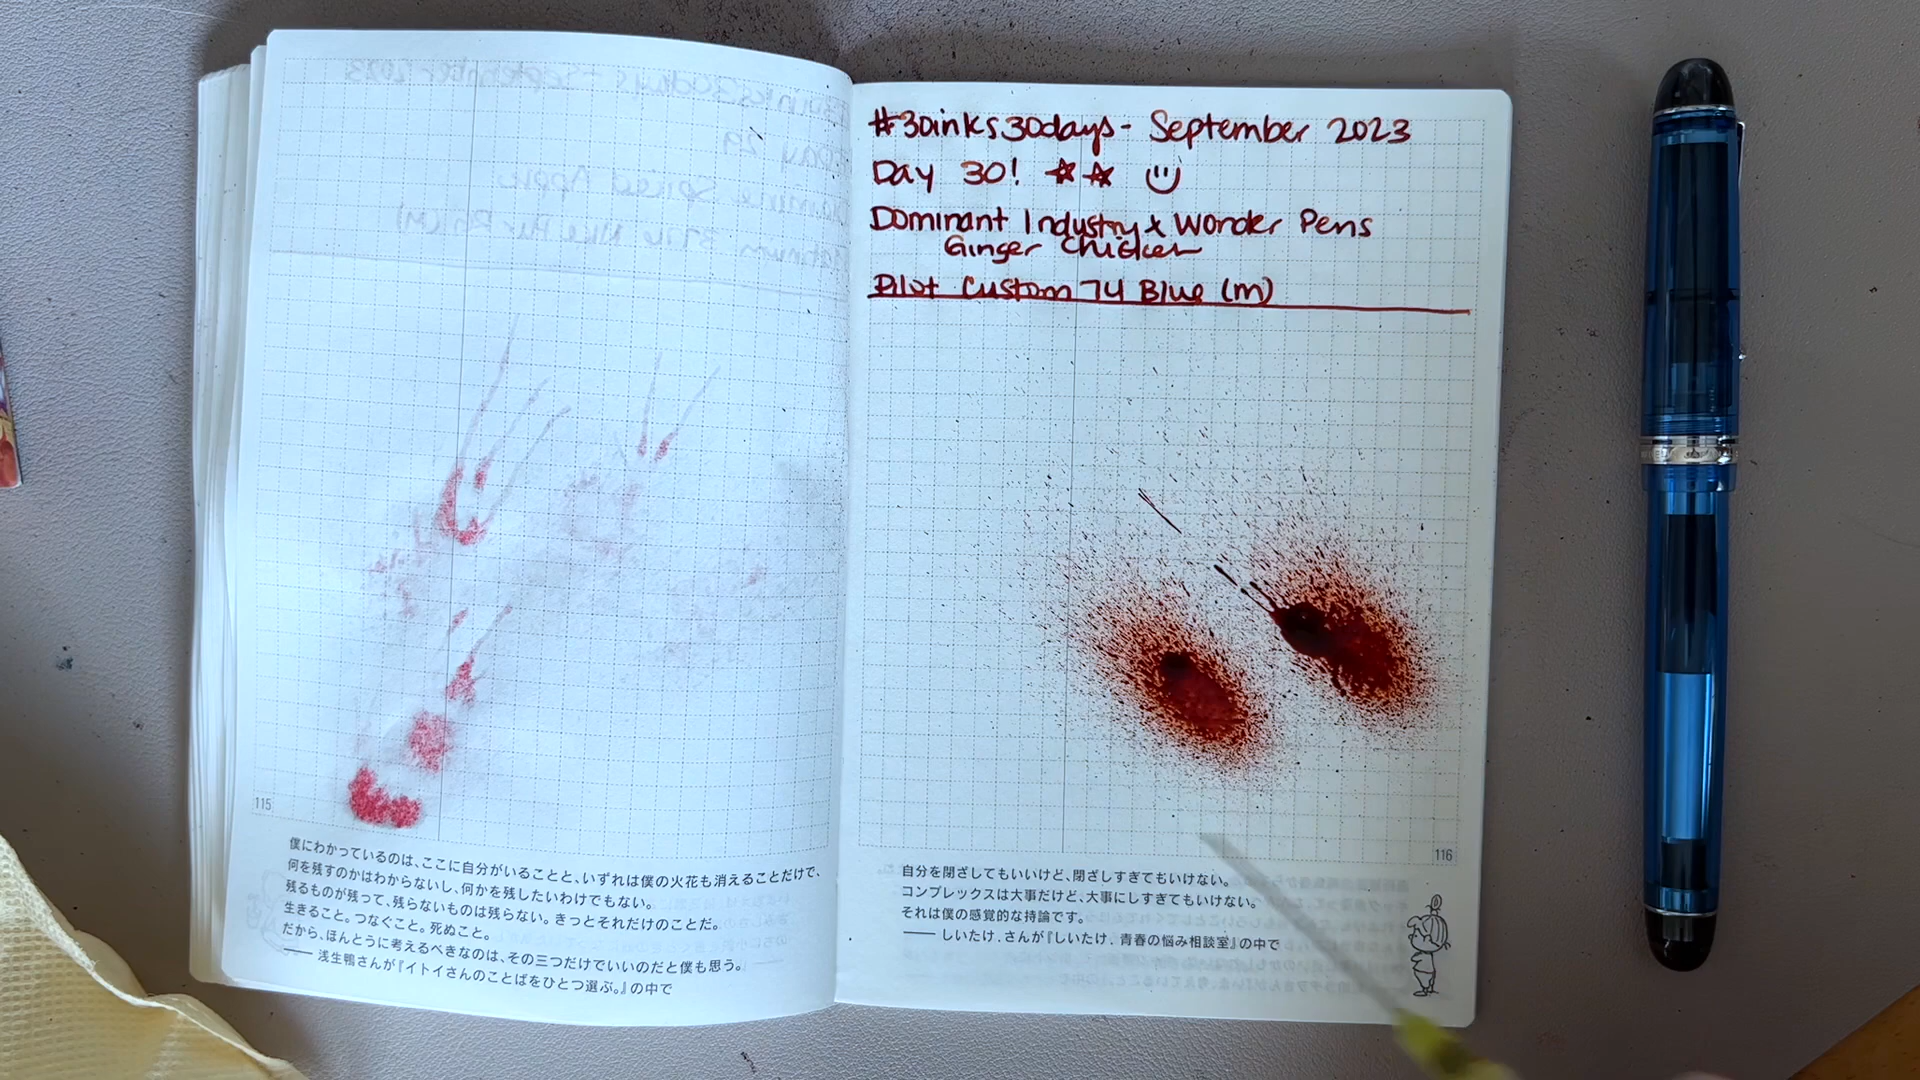 115
僕にわかっているのは、ここに自分がいることと、いずれは僕の火花も消えることだけで、
何を残すのかはわからないし、何かを残したいわけでもない。
残るものが残って、残らないものは残らない。きっとそれだけのことだ。
生きること。つなぐこと。死ぬこと。
だから、ほんとうに考えるべきなのは、その三つだけでいいのだと僕も思う。
—— 浅生鴨さんが『イトイさんのことばをひとつ選ぶ。』の中で
#30inks30days - September 2023
Day 30! ☆☆ 
Dominant Industry x Wonder Pens
Ginger Chicken
Pilot Custom 74 Blue (m)
116
自分を閉ざしてもいいけど、閉ざしすぎてもいけない。
コンプレックスは大事だけど、大事にしすぎてもいけない。
それは僕の感覚的な持論です。
—— しいたけ.さんが『しいたけ.青春の悩み相談室』の中で